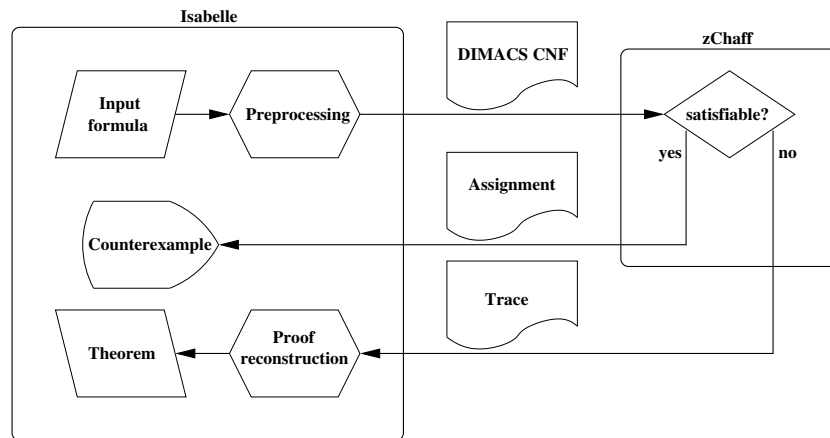 Isabelle
zChaff
DIMACS CNF
Input
formula
Preprocessing
satisfiable?
yes
no
Assignment
Counterexample
Trace
Theorem
Proof
reconstruction